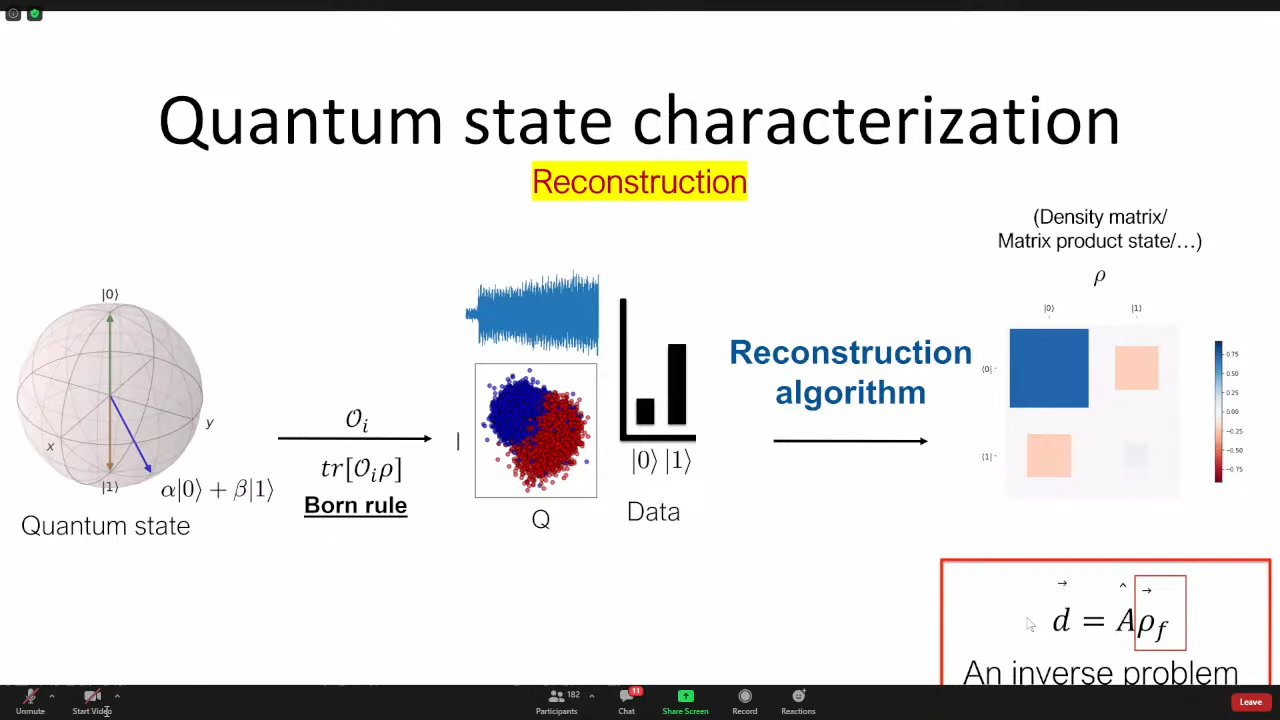 Quantum state characterization
Reconstruction
(Density matrix/
Matrix product state/…)
ρ
|0⟩
|1⟩
⟨0|
⟨1|
0.75
0.50
0.25
0.00
−0.25
−0.50
−0.75
|0⟩
y
x
|1⟩
α|0⟩ + β|1⟩
Quantum state
𝒪ᵢ
tr[𝒪ᵢρ]
Born rule
|
Q
|0⟩ |1⟩
Data
Reconstruction
algorithm
d⃗ = Âρ⃗_f
An inverse problem
Unmute
Start Video
182
Participants
11
Chat
Share Screen
Record
Reactions
Leave